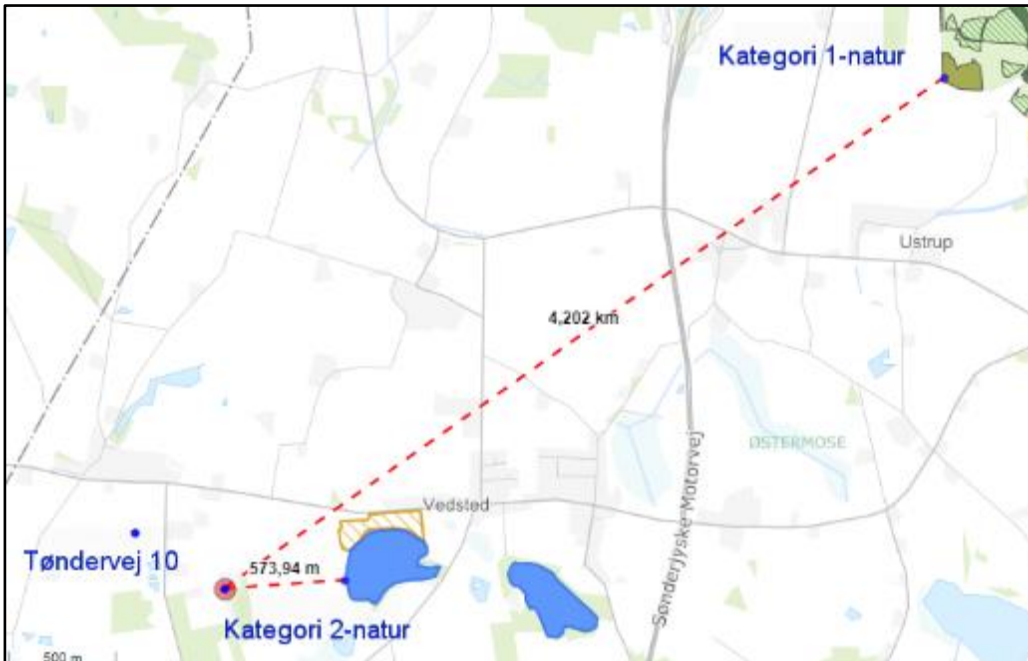 Kategori 1-natur
Ustrup
4,202 km
ØSTERMOSE
Sønderjyske Motorvej
Vedsted
Tøndervej 10
573,94 m
Kategori 2-natur
500 m